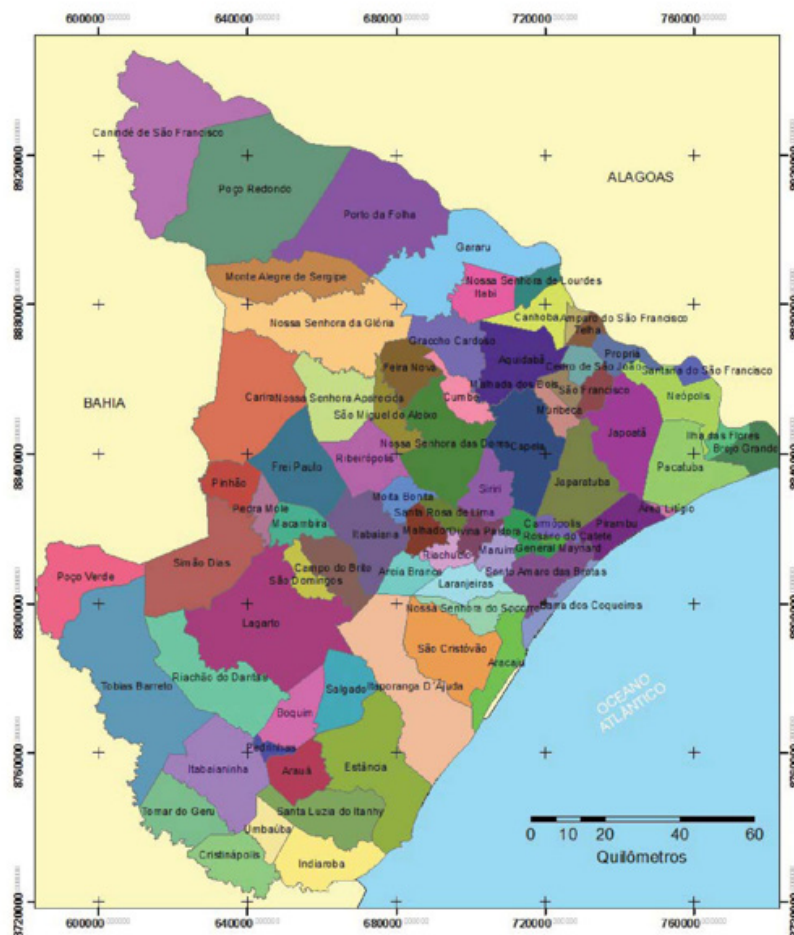 600000 640000 680000 720000 760000
Canindé de São Francisco
8920000 8920000
ALAGOAS
Poço Redondo
Porto da Folha
Gararu
Monte Alegre de Sergipe
Nossa Senhora de Lourdes
Itabi
8880000
Canhoba
Amparo do São Francisco
Nossa Senhora da Glória
Telha
Graccho Cardoso
Propriá
Aquidabã
Cedro de São João
Feira Nova
Santana do São Francisco
Malhada dos Bois
São Francisco
BAHIA
Carira
Nossa Senhora Aparecida
Cumbe
Neópolis
São Miguel do Aleixo
Muribeca
Japoatã
Ilha das Flores
Nossa Senhora das Dores
Capela
Brejo Grande
8840000
Ribeirópolis
Frei Paulo
Pacatuba
Pinhão
Siriri
Japaratuba
Moita Bonita
Pedra Mole
Santa Rosa de Lima
Área Litígio
Macambira
Carmópolis
Pirambu
Itabaiana
Malhador
Divina Pastora
Rosário do Catete
Riachuelo
Maruim
General Maynard
Simão Dias
Campo do Brito
Areia Branca
Santo Amaro das Brotas
Poço Verde
São Domingos
Laranjeiras
8800000 8800000
Nossa Senhora do Socorro
Barra dos Coqueiros
Lagarto
São Cristóvão
Aracaju
Riachão do Dantas
Tobias Barreto
Salgado
Itaporanga D'Ajuda
OCEANO
ATLÂNTICO
Boquim
Pedrinhas
8760000 8760000
Itabaianinha
Arauá
Estância
Tomar do Geru
Santa Luzia do Itanhy
Umbaúba
0 10 20 40 60
Quilômetros
Cristinápolis
Indiaroba
8720000 8720000
600000 640000 680000 720000 760000